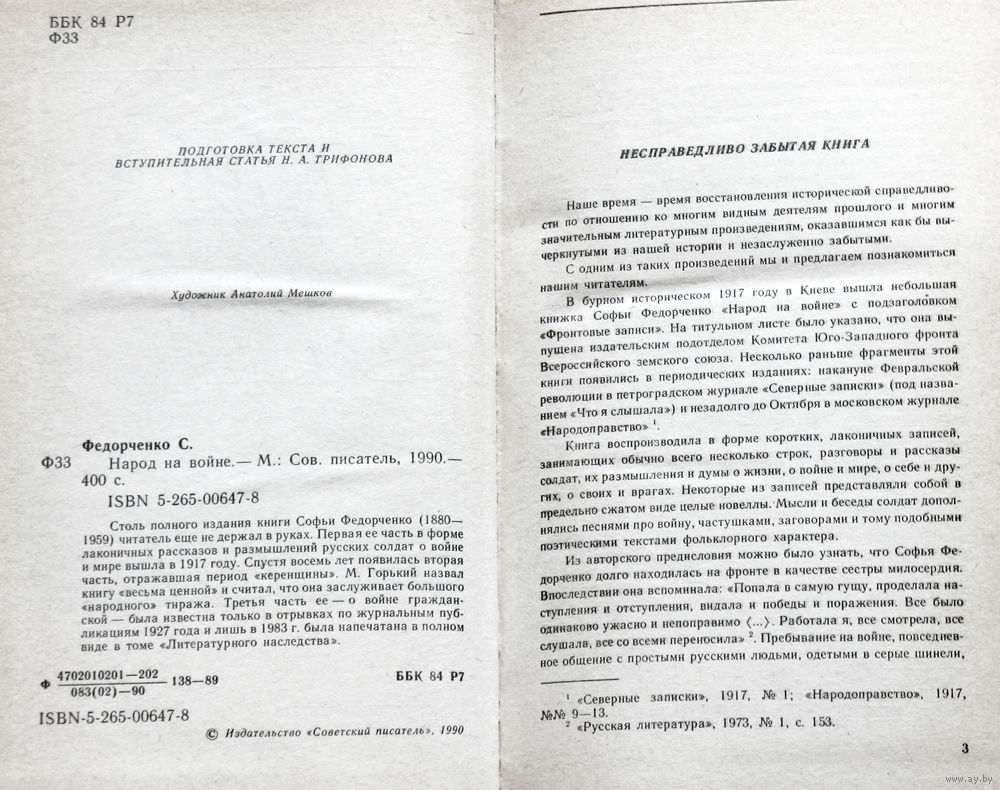 ББК 84 Р7
Ф33
ПОДГОТОВКА ТЕКСТА И
ВСТУПИТЕЛЬНАЯ СТАТЬЯ Н. А. ТРИФОНОВА
Художник Анатолий Мешков
Федорченко С.
Ф33 Народ на войне.— М.: Сов. писатель, 1990.—
400 с.
ISBN 5-265-00647-8
Столь полного издания книги Софьи Федорченко (1880—
1959) читатель еще не держал в руках. Первая ее часть в форме
лаконичных рассказов и размышлений русских солдат о войне
и мире вышла в 1917 году. Спустя восемь лет появилась вторая
часть, отражавшая период «керенщины». М. Горький назвал
книгу «весьма ценной» и считал, что она заслуживает большого
«народного» тиража. Третья часть ее — о войне граждан-
ской — была известна только в отрывках по журнальным пуб-
ликациям 1927 года и лишь в 1983 г. была напечатана в полном
виде в томе «Литературного наследства».
Ф 4702010201—202
083(02)—90
138—89
ББК 84 Р7
ISBN-5-265-00647-8
© Издательство «Советский писатель», 1990
НЕСПРАВЕДЛИВО ЗАБЫТАЯ КНИГА
Наше время — время восстановления исторической справедливо-
сти по отношению ко многим видным деятелям прошлого и многим
значительным литературным произведениям, оказавшимся как бы вы-
черкнутыми из нашей истории и незаслуженно забытыми.
С одним из таких произведений мы и предлагаем познакомиться
нашим читателям.
В бурном историческом 1917 году в Киеве вышла небольшая
книжка Софьи Федорченко «Народ на войне» с подзаголовком
«Фронтовые записи». На титульном листе было указано, что она вы-
пущена издательским подотделом Комитета Юго-Западного фронта
Всероссийского земского союза. Несколько раньше фрагменты этой
книги появились в периодических изданиях: накануне Февральской
революции в петроградском журнале «Северные записки» (под назва-
нием «Что я слышала») и незадолго до Октября в московском журнале
«Народоправство» 1.
Книга воспроизводила в форме коротких, лаконичных записей,
занимающих обычно всего несколько строк, разговоры и рассказы
солдат, их размышления и думы о жизни, о войне и мире, о себе и дру-
гих, о своих и врагах. Некоторые из записей представляли собой в
предельно сжатом виде целые новеллы. Мысли и беседы солдат допол-
нялись песнями про войну, частушками, заговорами и тому подобными
поэтическими текстами фольклорного характера.
Из авторского предисловия можно было узнать, что Софья Фе-
дорченко долго находилась на фронте в качестве сестры милосердия.
Впоследствии она вспоминала: «Попала в самую гущу, проделала на-
ступления и отступления, видала и победы и поражения. Все было
одинаково ужасно и непоправимо ⟨...⟩. Работала я, все смотрела, все
слушала, все со всеми переносила» 2. Пребывание на войне, повседнев-
ное общение с простыми русскими людьми, одетыми в серые шинели,
1 «Северные записки», 1917, № 1; «Народоправство», 1917,
№№ 9—13.
2 «Русская литература», 1973, № 1, с. 153.
3
www.ay.by